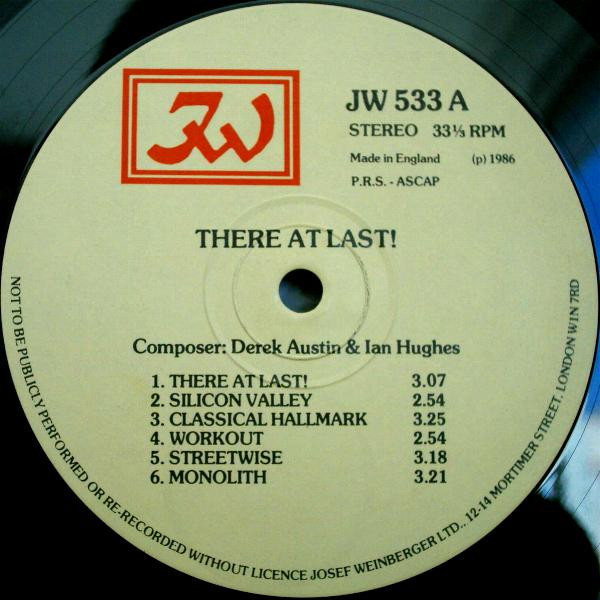 JW
JW 533 A
STEREO 33⅓ RPM
Made in England (p) 1986
P.R.S. - ASCAP
THERE AT LAST!
Composer: Derek Austin & Ian Hughes
1. THERE AT LAST! 3.07
2. SILICON VALLEY 2.54
3. CLASSICAL HALLMARK 3.25
4. WORKOUT 2.54
5. STREETWISE 3.18
6. MONOLITH 3.21
NOT TO BE PUBLICLY PERFORMED OR RE-RECORDED WITHOUT LICENCE JOSEF WEINBERGER LTD., 12-14 MORTIMER STREET, LONDON WIN 7RD